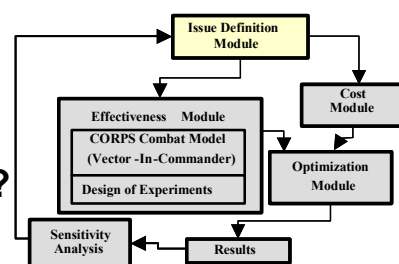 Issue Definition
Module
Effectiveness Module
CORPS Combat Model
(Vector -In-Commander)
Design of Experiments
Cost
Module
Optimization
Module
?
Sensitivity
Analysis
Results